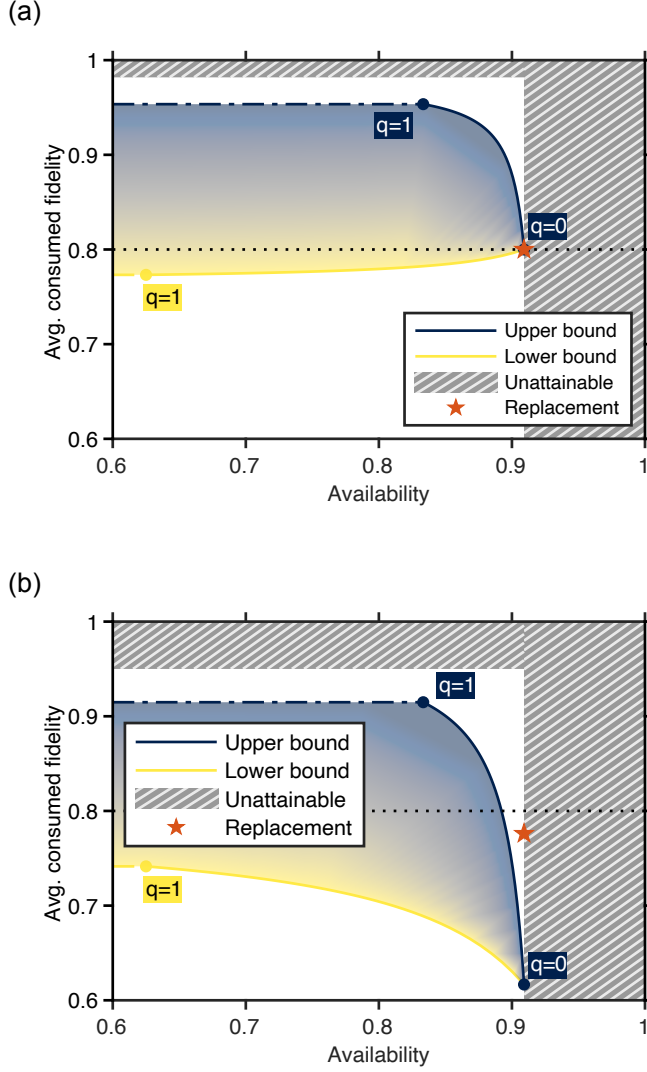 (a)
1
0.9
0.8
0.7
0.6
Avg. consumed fidelity
q=1
q=0
q=1
Upper bound
Lower bound
Unattainable
Replacement
0.6
0.7
0.8
0.9
1
Availability
(b)
1
0.9
0.8
0.7
0.6
Avg. consumed fidelity
q=1
Upper bound
Lower bound
Unattainable
Replacement
q=1
q=0
0.6
0.7
0.8
0.9
1
Availability